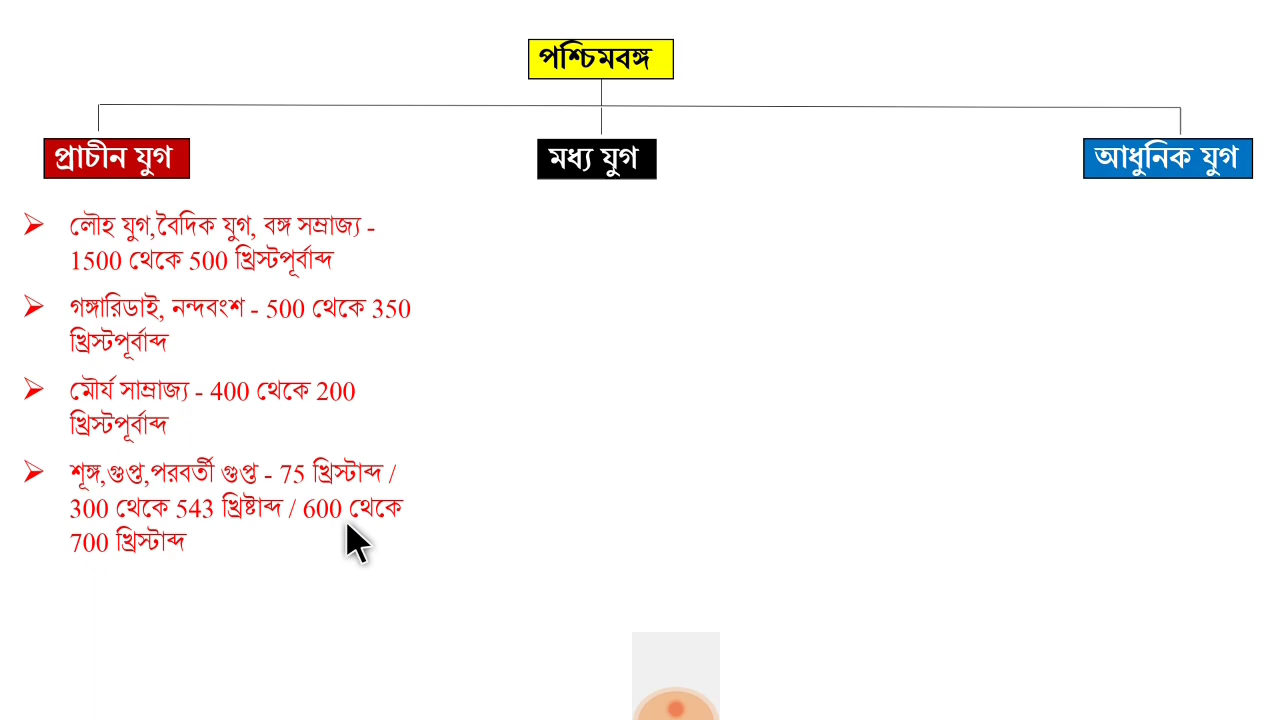 পশ্চিমবঙ্গ
প্রাচীন যুগ
মধ্য যুগ
আধুনিক যুগ
লৌহ যুগ,বৈদিক যুগ, বঙ্গ সম্রাজ্য -
1500 থেকে 500 খ্রিস্টপূর্বাব্দ
গঙ্গারিডাই, নন্দবংশ - 500 থেকে 350
খ্রিস্টপূর্বাব্দ
মৌর্য সাম্রাজ্য - 400 থেকে 200
খ্রিস্টপূর্বাব্দ
শূঙ্গ,গুপ্ত,পরবর্তী গুপ্ত - 75 খ্রিস্টাব্দ /
300 থেকে 543 খ্রিষ্টাব্দ / 600 থেকে
700 খ্রিস্টাব্দ